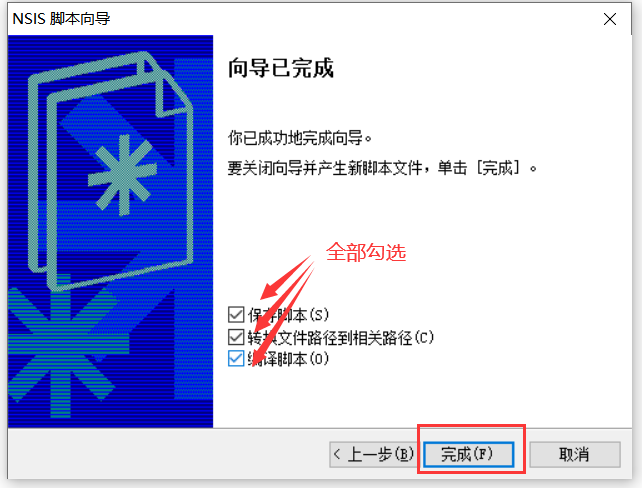 NSIS 脚本向导
向导已完成
你已成功地完成向导。
要关闭向导并产生新脚本文件，单击 [完成] 。
全部勾选
保存脚本(S)
转换文件路径到相关路径(C)
编译脚本(O)
< 上一步(B)
完成(F)
取消